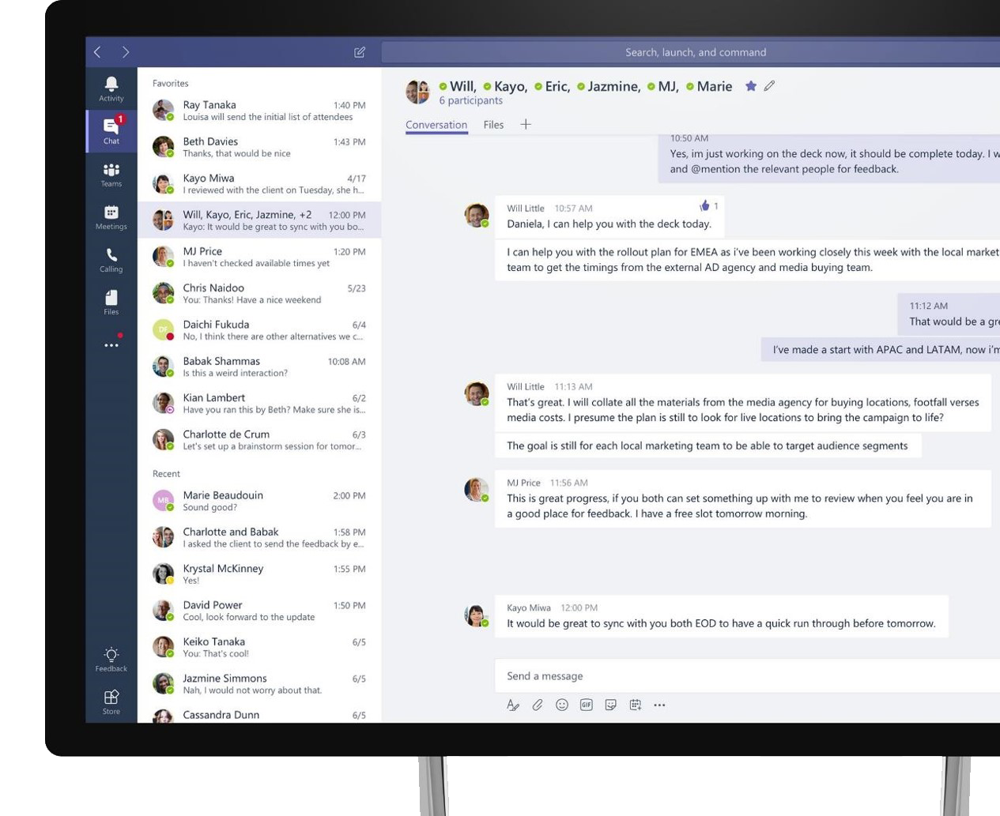 Search, launch, and command
Activity
Chat
1
Teams
Meetings
Calling
Files
Feedback
Store
Favorites
Ray Tanaka 1:40 PM
Louisa will send the initial list of attendees
Beth Davies 1:43 PM
Thanks, that would be nice
Kayo Miwa 4/17
I reviewed with the client on Tuesday, she h...
Will, Kayo, Eric, Jazmine, +2 12:00 PM
Kayo: It would be great to sync with you bo...
MJ Price 1:20 PM
I haven't checked available times yet
Chris Naidoo 5/23
You: Thanks! Have a nice weekend
DF
Daichi Fukuda 6/4
No, I think there are other alternatives we c...
Babak Shammas 10:08 AM
Is this a weird interaction?
Kian Lambert 6/2
Have you ran this by Beth? Make sure she is...
Charlotte de Crum 6/3
Let's set up a brainstorm session for tomor...
Recent
MB
Marie Beaudouin 2:00 PM
Sound good?
Charlotte and Babak 1:58 PM
I asked the client to send the feedback by e...
Krystal McKinney 1:55 PM
Yes!
David Power 1:50 PM
Cool, look forward to the update
Keiko Tanaka 6/5
You: That's cool!
Jazmine Simmons 6/5
Nah, I would not worry about that.
Cassandra Dunn 6/5
Will, Kayo, Eric, Jazmine, MJ, Marie
6 participants
Conversation Files
10:50 AM
Yes, im just working on the deck now, it should be complete today. I w
and @mention the relevant people for feedback.
Will Little 10:57 AM 1
Daniela, I can help you with the deck today.
I can help you with the rollout plan for EMEA as i've been working closely this week with the local market
team to get the timings from the external AD agency and media buying team.
11:12 AM
That would be a gre
I've made a start with APAC and LATAM, now i'm
Will Little 11:13 AM
That's great. I will collate all the materials from the media agency for buying locations, footfall verses
media costs. I presume the plan is still to look for live locations to bring the campaign to life?
The goal is still for each local marketing team to be able to target audience segments
MJ Price 11:56 AM
This is great progress, if you both can set something up with me to review when you feel you are in
a good place for feedback. I have a free slot tomorrow morning.
Kayo Miwa 12:00 PM
It would be great to sync with you both EOD to have a quick run through before tomorrow.
Send a message
GIF